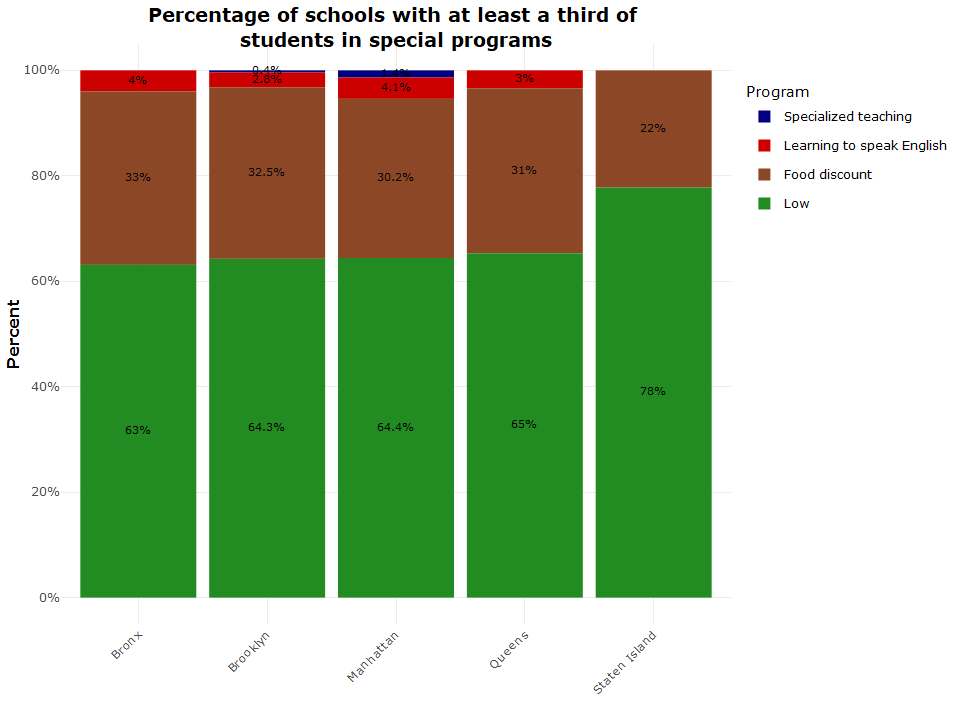 Percentage of schools with at least a third of
students in special programs
Percent
100%
80%
60%
40%
20%
0%
4%
33%
63%
0.4%
2.8%
32.5%
64.3%
1.4%
4.1%
30.2%
64.4%
3%
31%
65%
22%
78%
Bronx
Brooklyn
Manhattan
Queens
Staten Island
Program
Specialized teaching
Learning to speak English
Food discount
Low